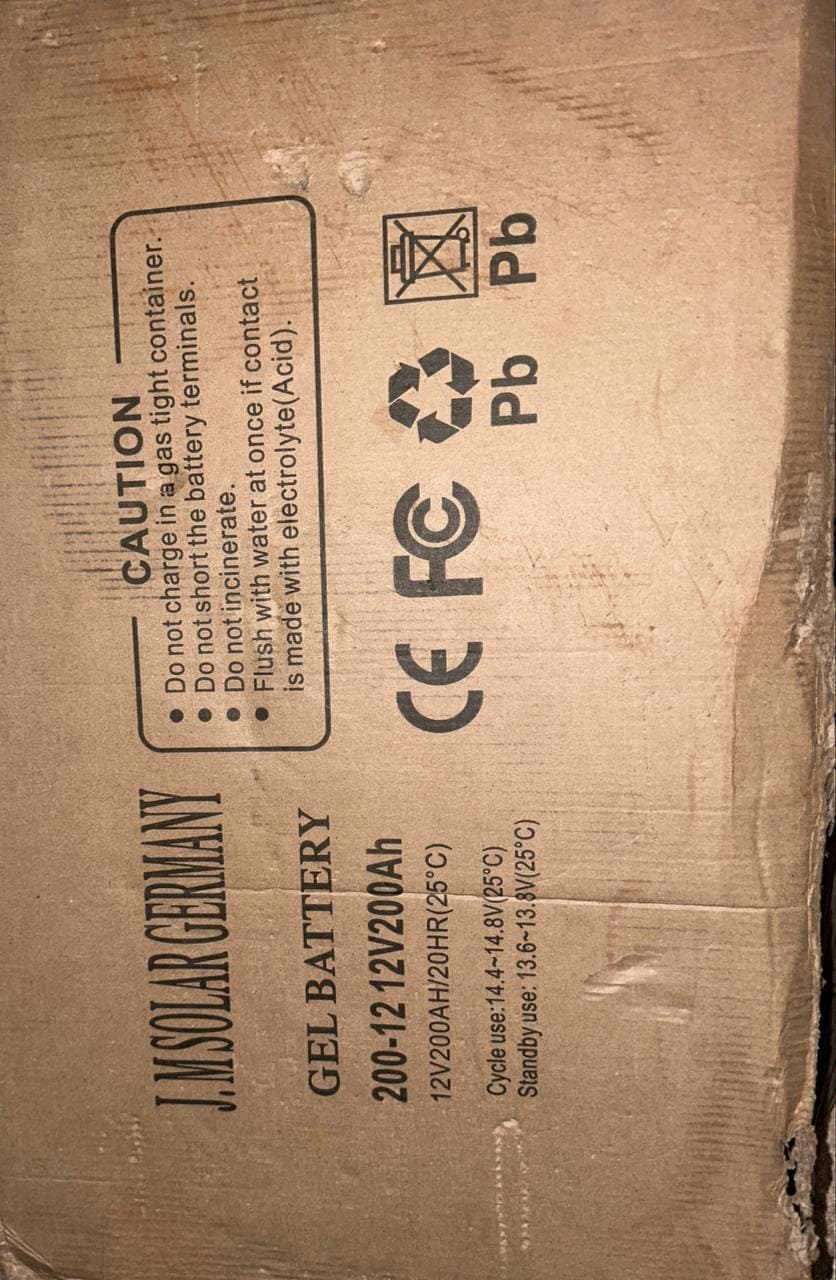 J.M SOLAR GERMANY
GEL BATTERY
200-12 12V200Ah
12V200AH/20HR(25°C)
Cycle use:14.4~14.8V(25°C)
Standby use: 13.6~13.8V(25°C)
CAUTION
● Do not charge in a gas tight container.
● Do not short the battery terminals.
● Do not incinerate.
● Flush with water at once if contact
is made with electrolyte(Acid).
CE FC
Pb Pb